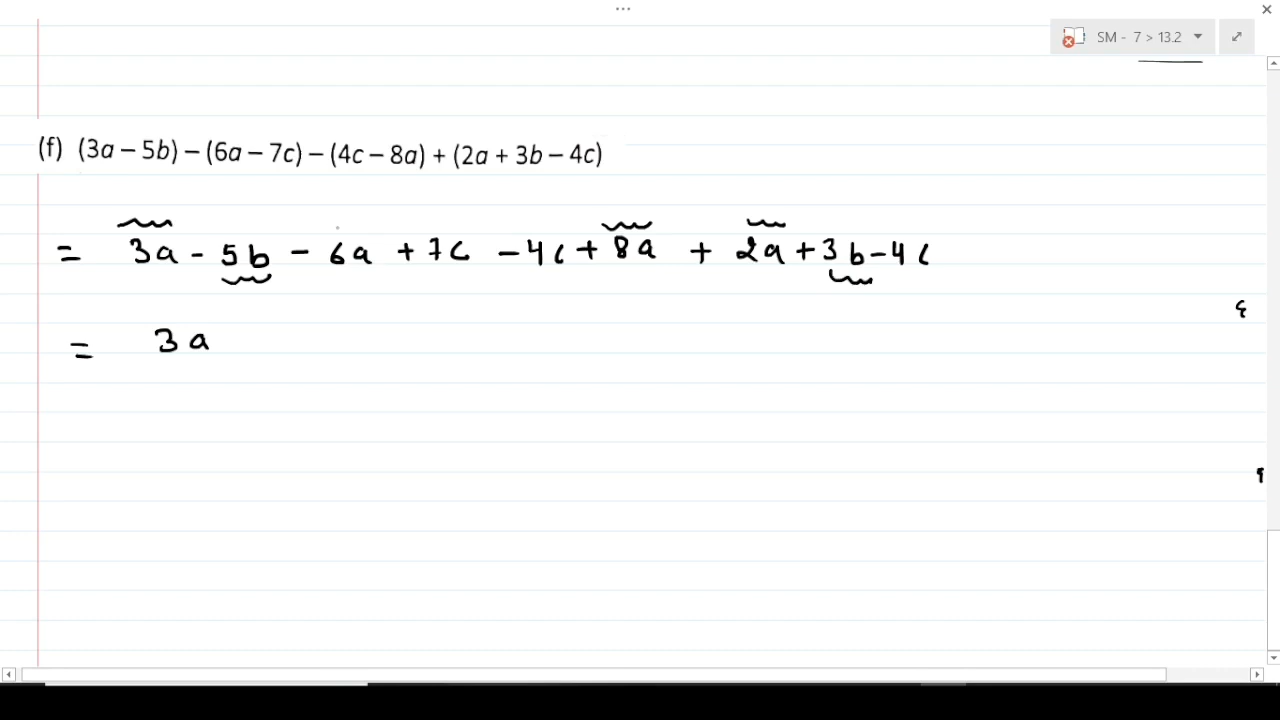 SM - 7 > 13.2
(f) (3a – 5b) – (6a – 7c) – (4c – 8a) + (2a + 3b – 4c)
= 3a - 5b - 6a + 7c - 4c + 8a + 2a + 3b - 4c
= 3a